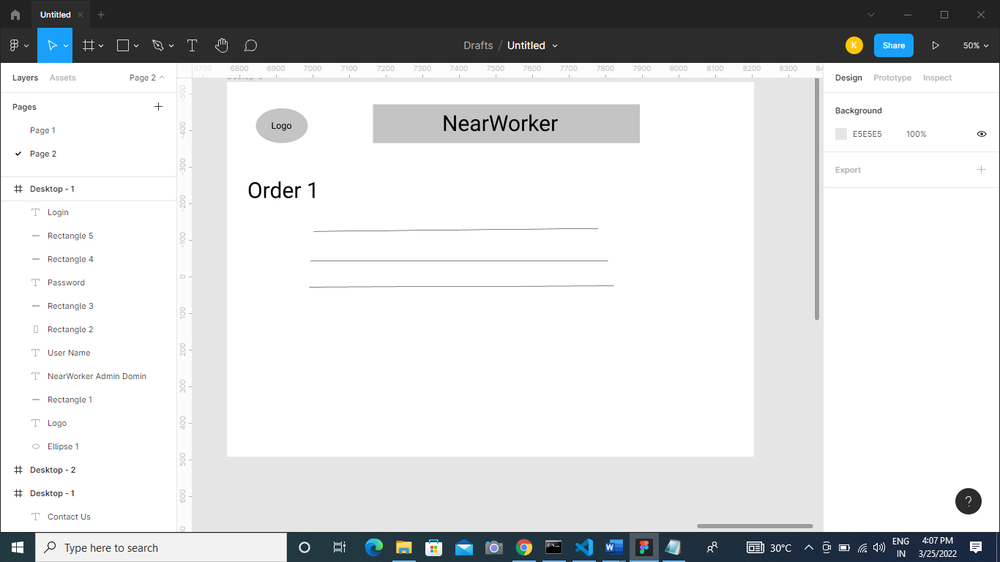 Untitled
Drafts / Untitled
K
Share
50%
Layers
Assets
Page 2
Design
Prototype
Inspect
6700 6800 6900 7000 7100 7200 7300 7400 7500 7600 7700 7800 7900 8000 8100 8200 8300
Pages
Page 1
Page 2
Background
E5E5E5
100%
Export
Desktop - 1
Login
Rectangle 5
Rectangle 4
Password
Rectangle 3
Rectangle 2
User Name
NearWorker Admin Domin
Rectangle 1
Logo
Ellipse 1
Desktop - 2
Desktop - 1
Contact Us
-500
-400
-300
-200
-100
0
100
200
300
400
500
600
Logo
NearWorker
Order 1
?
Type here to search
30°C
ENG
IN
4:07 PM
3/25/2022